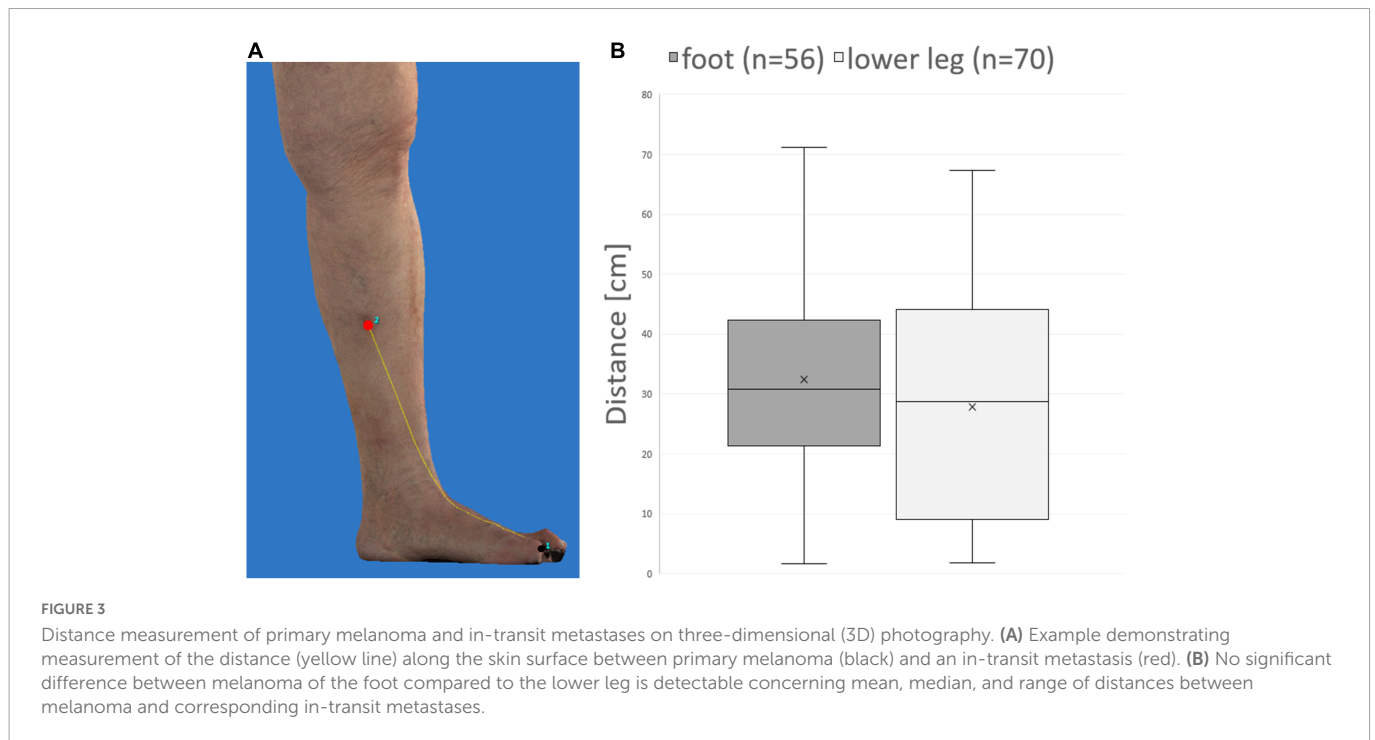 A
B
foot (n=56) lower leg (n=70)
80
70
60
50
40
30
20
10
0
Distance [cm]
2
1
FIGURE 3
Distance measurement of primary melanoma and in-transit metastases on three-dimensional (3D) photography. (A) Example demonstrating
measurement of the distance (yellow line) along the skin surface between primary melanoma (black) and an in-transit metastasis (red). (B) No significant
difference between melanoma of the foot compared to the lower leg is detectable concerning mean, median, and range of distances between
melanoma and corresponding in-transit metastases.